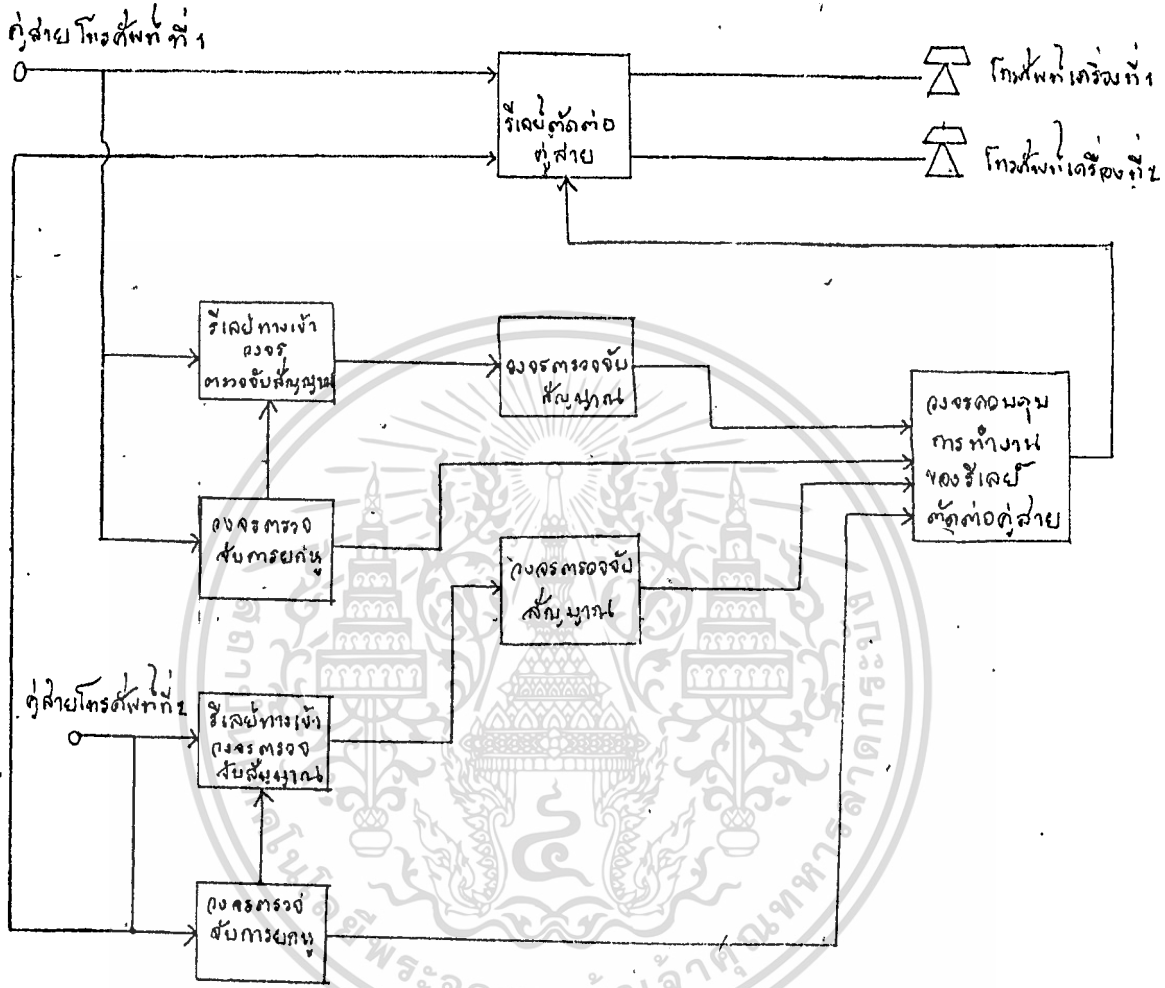 คู่สายโทรศัพท์ที่ 1
รีเลย์ตัดต่อ
คู่สาย
โทรศัพท์เครื่องที่ 1
โทรศัพท์เครื่องที่ 2
รีเลย์ทางเข้า
วงจร
ตรวจจับสัญญาณ
วงจรตรวจจับ
สัญญาณ
วงจรควบคุม
การทำงาน
ของรีเลย์
ตัดต่อคู่สาย
วงจรตรวจ
จับการยกหู
วงจรตรวจจับ
สัญญาณ
คู่สายโทรศัพท์ที่ 2
รีเลย์ทางเข้า
วงจรตรวจ
จับสัญญาณ
วงจรตรวจ
จับการยกหู